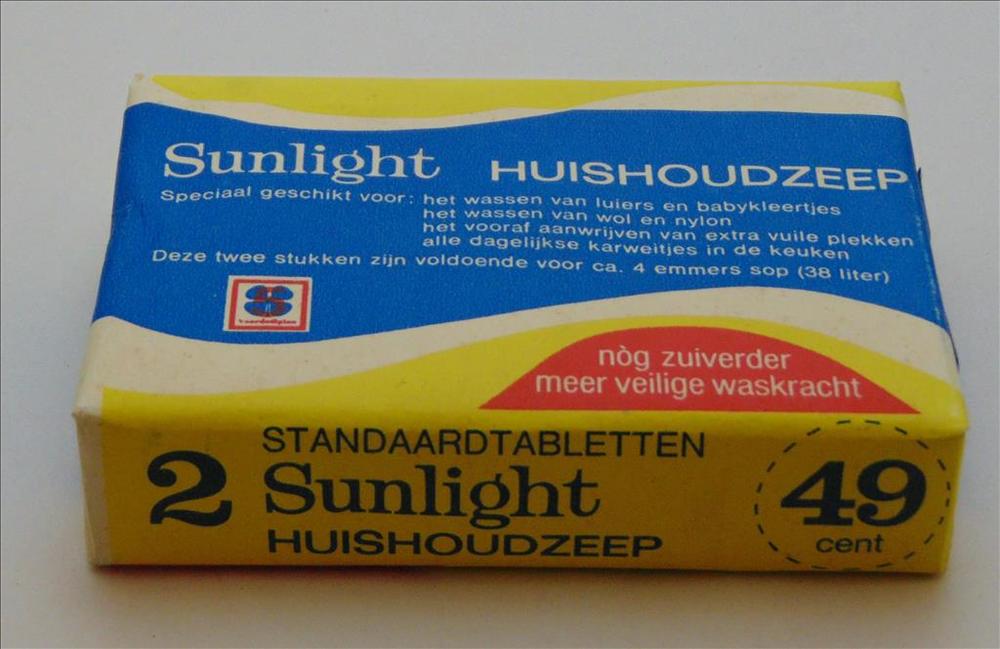 Sunlight HUISHOUDZEEP
Speciaal geschikt voor: het wassen van luiers en babykleertjes
het wassen van wol en nylon
het vooraf aanwrijven van extra vuile plekken
alle dagelijkse karweitjes in de keuken
Deze twee stukken zijn voldoende voor ca. 4 emmers sop (38 liter)
nòg zuiverder
meer veilige waskracht
2 STANDAARDTABLETTEN
Sunlight
HUISHOUDZEEP
49
cent